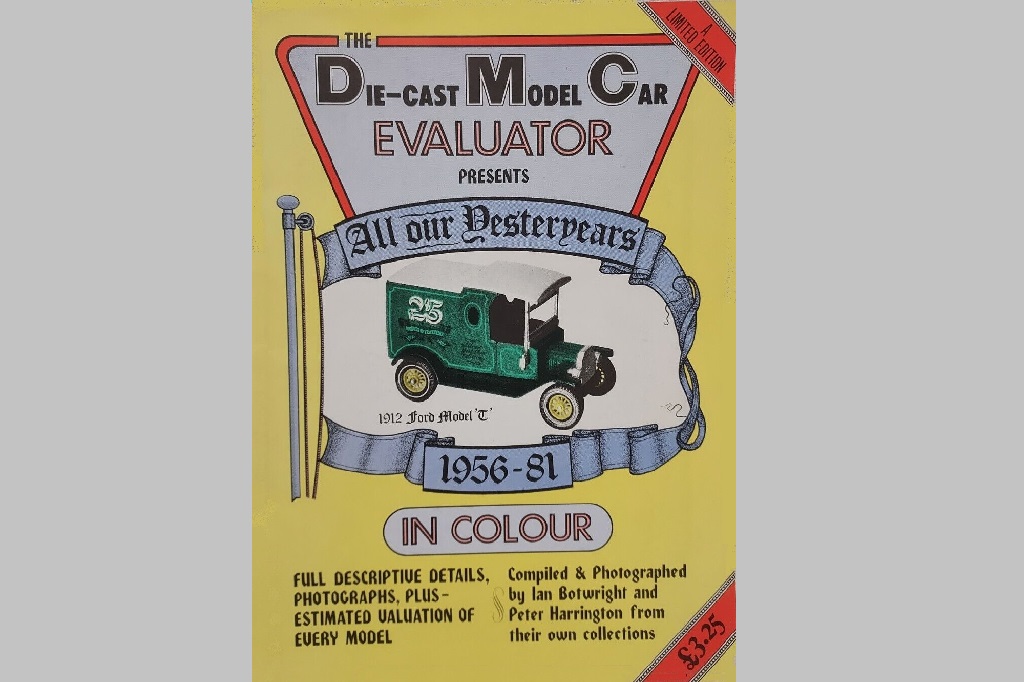 A
LIMITED EDITION
THE
DIE-CAST MODEL CAR
EVALUATOR
PRESENTS
All our Yesteryears
25
1912 Ford Model 'T'
1956-81
IN COLOUR
FULL DESCRIPTIVE DETAILS,
PHOTOGRAPHS, PLUS-
ESTIMATED VALUATION OF
EVERY MODEL
Compiled & Photographed
by Ian Botwright and
Peter Harrington from
their own collections
£3.25